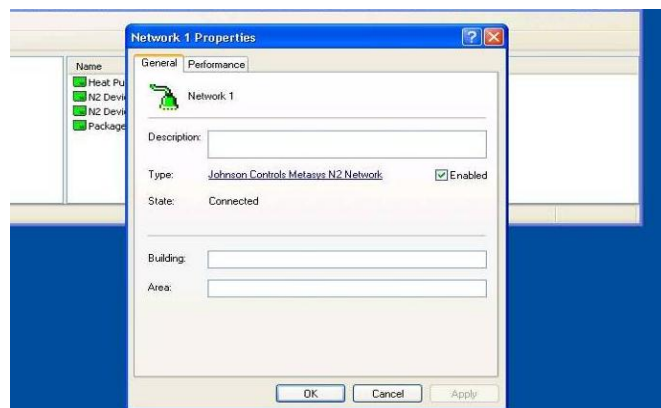 Network 1 Properties
General Performance
Name
Heat Pu
N2 Devi
N2 Devi
Package
Network 1
Description:
Type: Johnson Controls Metasys N2 Network Enabled
State: Connected
Building:
Area:
OK Cancel Apply